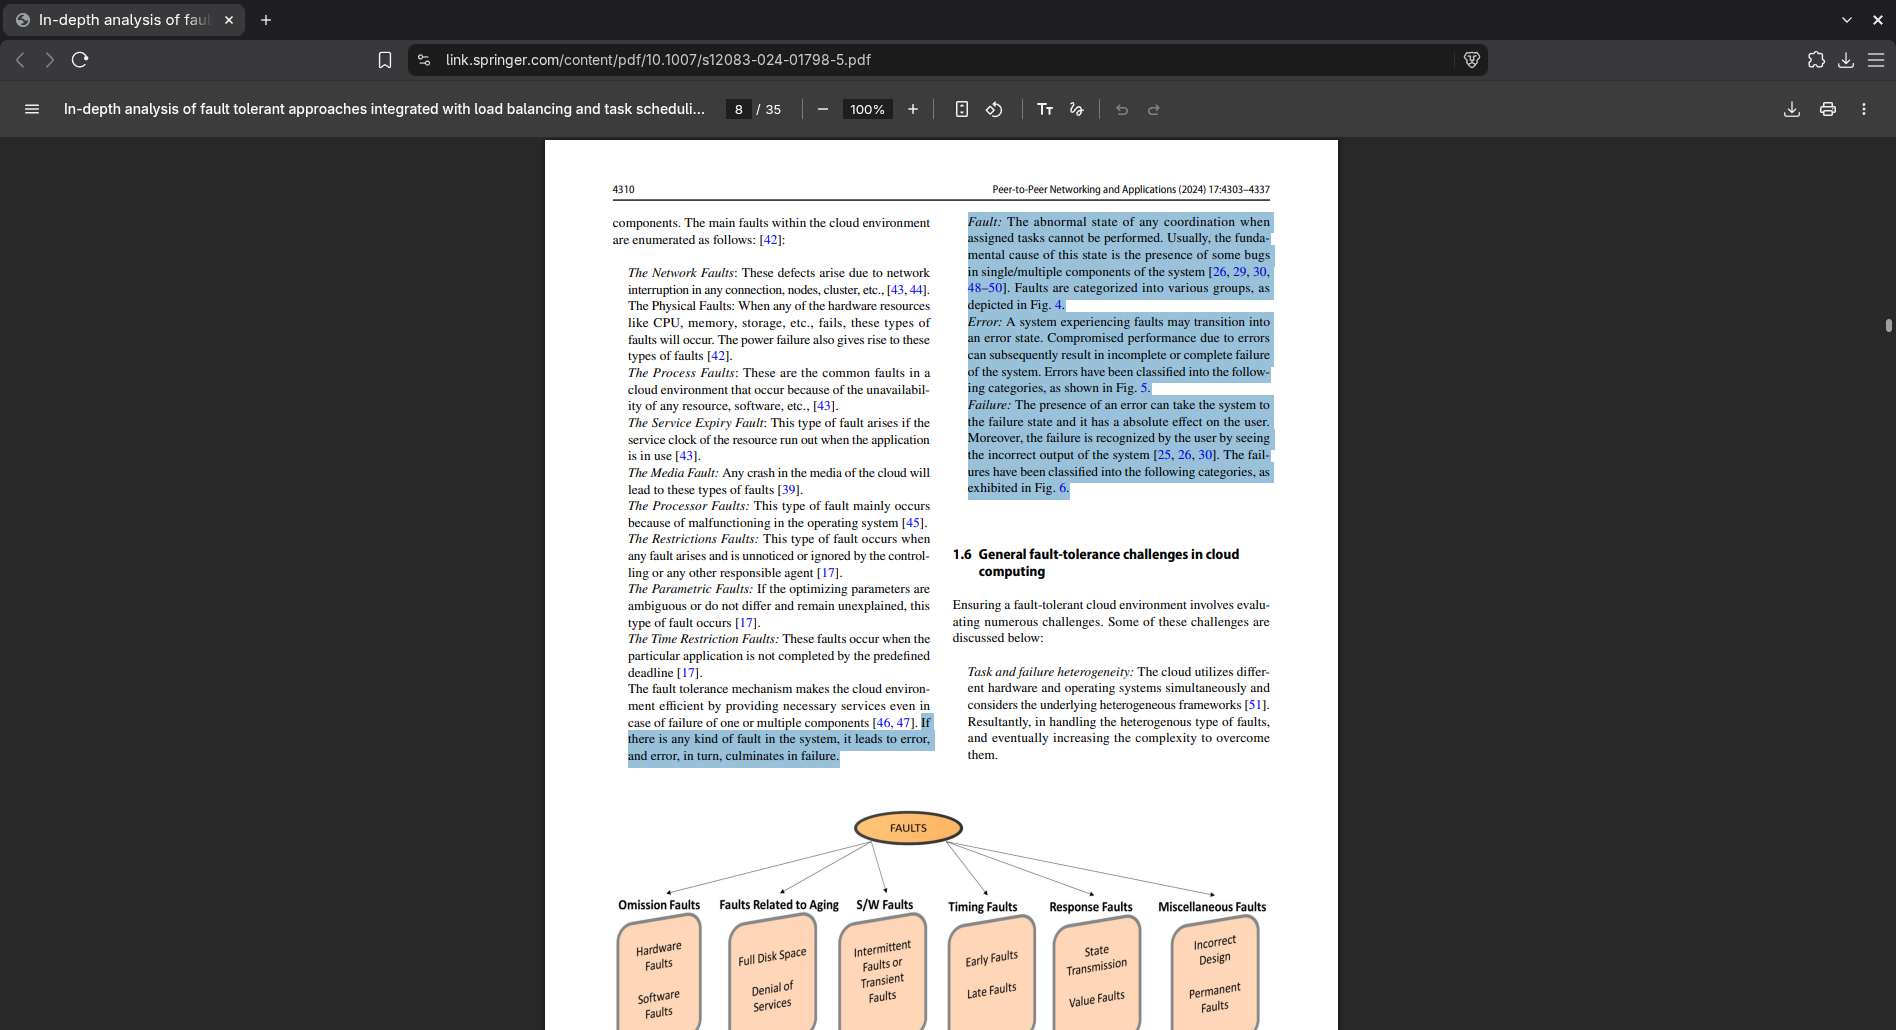 In-depth analysis of fau
link.springer.com/content/pdf/10.1007/s12083-024-01798-5.pdf
In-depth analysis of fault tolerant approaches integrated with load balancing and task scheduli...
8 / 35
100%
4310
Peer-to-Peer Networking and Applications (2024) 17:4303–4337
components. The main faults within the cloud environment
are enumerated as follows: [42]:
The Network Faults: These defects arise due to network
interruption in any connection, nodes, cluster, etc., [43, 44].
The Physical Faults: When any of the hardware resources
like CPU, memory, storage, etc., fails, these types of
faults will occur. The power failure also gives rise to these
types of faults [42].
The Process Faults: These are the common faults in a
cloud environment that occur because of the unavailabil-
ity of any resource, software, etc., [43].
The Service Expiry Fault: This type of fault arises if the
service clock of the resource run out when the application
is in use [43].
The Media Fault: Any crash in the media of the cloud will
lead to these types of faults [39].
The Processor Faults: This type of fault mainly occurs
because of malfunctioning in the operating system [45].
The Restrictions Faults: This type of fault occurs when
any fault arises and is unnoticed or ignored by the control-
ling or any other responsible agent [17].
The Parametric Faults: If the optimizing parameters are
ambiguous or do not differ and remain unexplained, this
type of fault occurs [17].
The Time Restriction Faults: These faults occur when the
particular application is not completed by the predefined
deadline [17].
The fault tolerance mechanism makes the cloud environ-
ment efficient by providing necessary services even in
case of failure of one or multiple components [46, 47]. If
there is any kind of fault in the system, it leads to error,
and error, in turn, culminates in failure.
Fault: The abnormal state of any coordination when
assigned tasks cannot be performed. Usually, the funda-
mental cause of this state is the presence of some bugs
in single/multiple components of the system [26, 29, 30,
48–50]. Faults are categorized into various groups, as
depicted in Fig. 4.
Error: A system experiencing faults may transition into
an error state. Compromised performance due to errors
can subsequently result in incomplete or complete failure
of the system. Errors have been classified into the follow-
ing categories, as shown in Fig. 5.
Failure: The presence of an error can take the system to
the failure state and it has a absolute effect on the user.
Moreover, the failure is recognized by the user by seeing
the incorrect output of the system [25, 26, 30]. The fail-
ures have been classified into the following categories, as
exhibited in Fig. 6.
1.6 General fault-tolerance challenges in cloud
computing
Ensuring a fault-tolerant cloud environment involves evalu-
ating numerous challenges. Some of these challenges are
discussed below:
Task and failure heterogeneity: The cloud utilizes differ-
ent hardware and operating systems simultaneously and
considers the underlying heterogeneous frameworks [51].
Resultantly, in handling the heterogenous type of faults,
and eventually increasing the complexity to overcome
them.
FAULTS
Omission Faults
Hardware
Faults
Software
Faults
Faults Related to Aging
Full Disk Space
Denial of
Services
S/W Faults
Intermittent
Faults or
Transient
Faults
Timing Faults
Early Faults
Late Faults
Response Faults
State
Transmission
Value Faults
Miscellaneous Faults
Incorrect
Design
Permanent
Faults